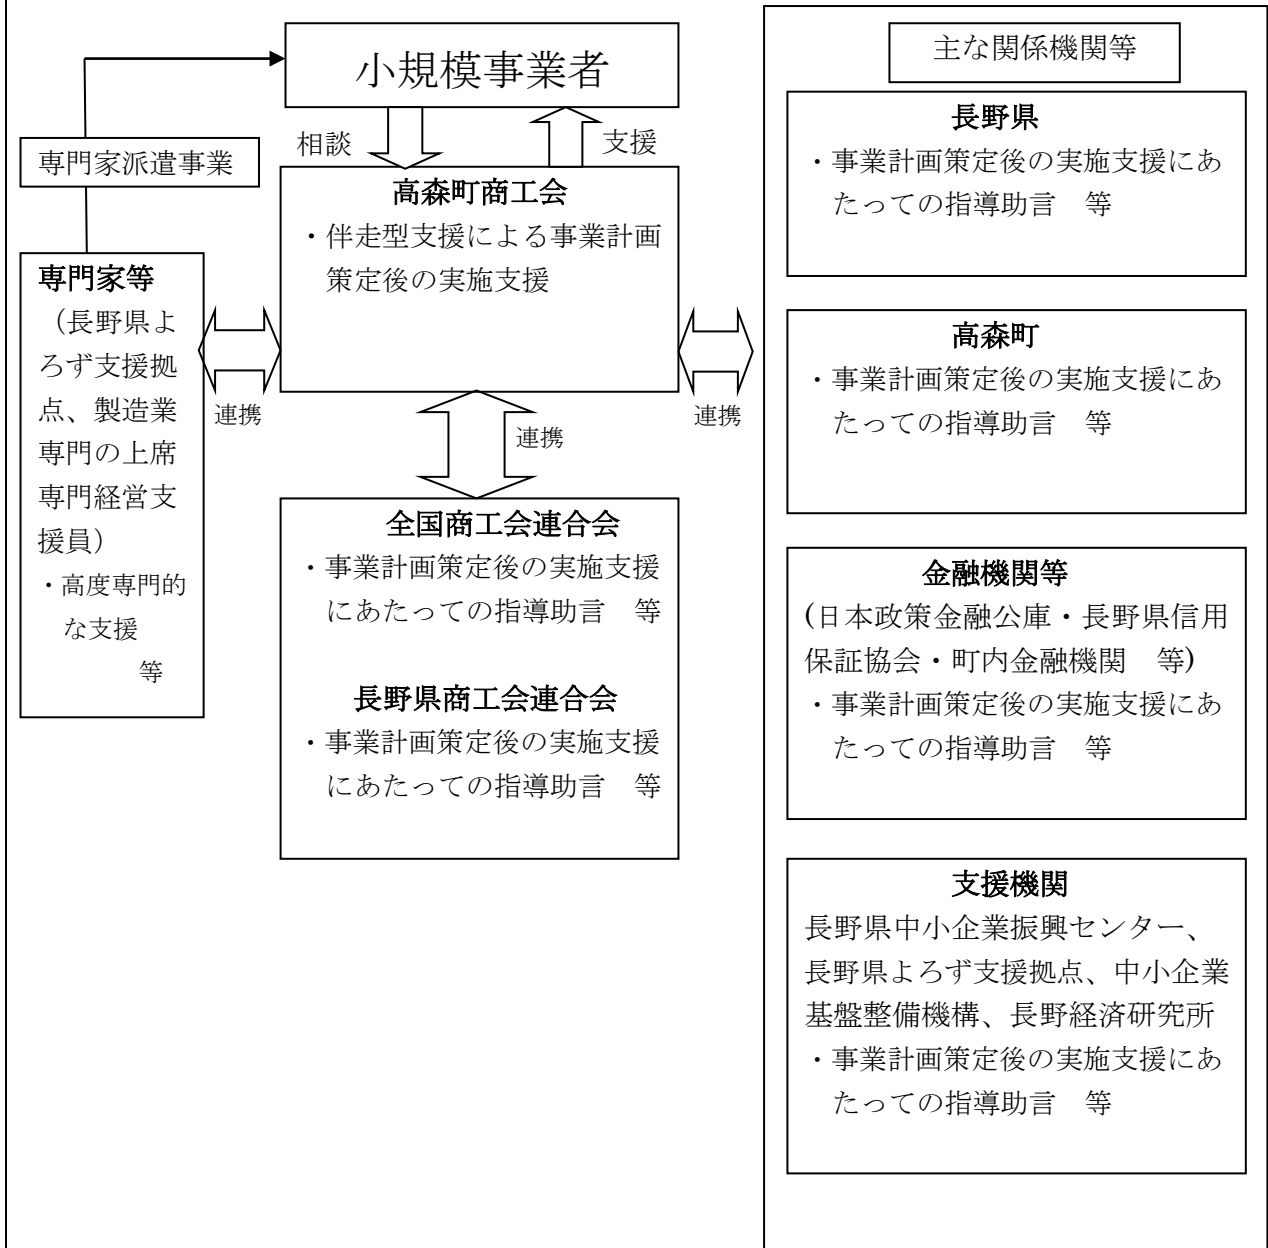 小規模事業者
相談
支援
専門家派遣事業
高森町商工会
・伴走型支援による事業計画
策定後の実施支援
専門家等
（長野県よ
ろず支援拠
点、製造業
専門の上席
専門経営支
援員）
・高度専門的
な支援
等
連携
連携
連携
全国商工会連合会
・事業計画策定後の実施支援
にあたっての指導助言　等
長野県商工会連合会
・事業計画策定後の実施支援
にあたっての指導助言　等
主な関係機関等
長野県
・事業計画策定後の実施支援にあ
たっての指導助言　等
高森町
・事業計画策定後の実施支援にあ
たっての指導助言　等
金融機関等
(日本政策金融公庫・長野県信用
保証協会・町内金融機関　等)
・事業計画策定後の実施支援にあ
たっての指導助言　等
支援機関
長野県中小企業振興センター、
長野県よろず支援拠点、中小企業
基盤整備機構、長野経済研究所
・事業計画策定後の実施支援にあ
たっての指導助言　等